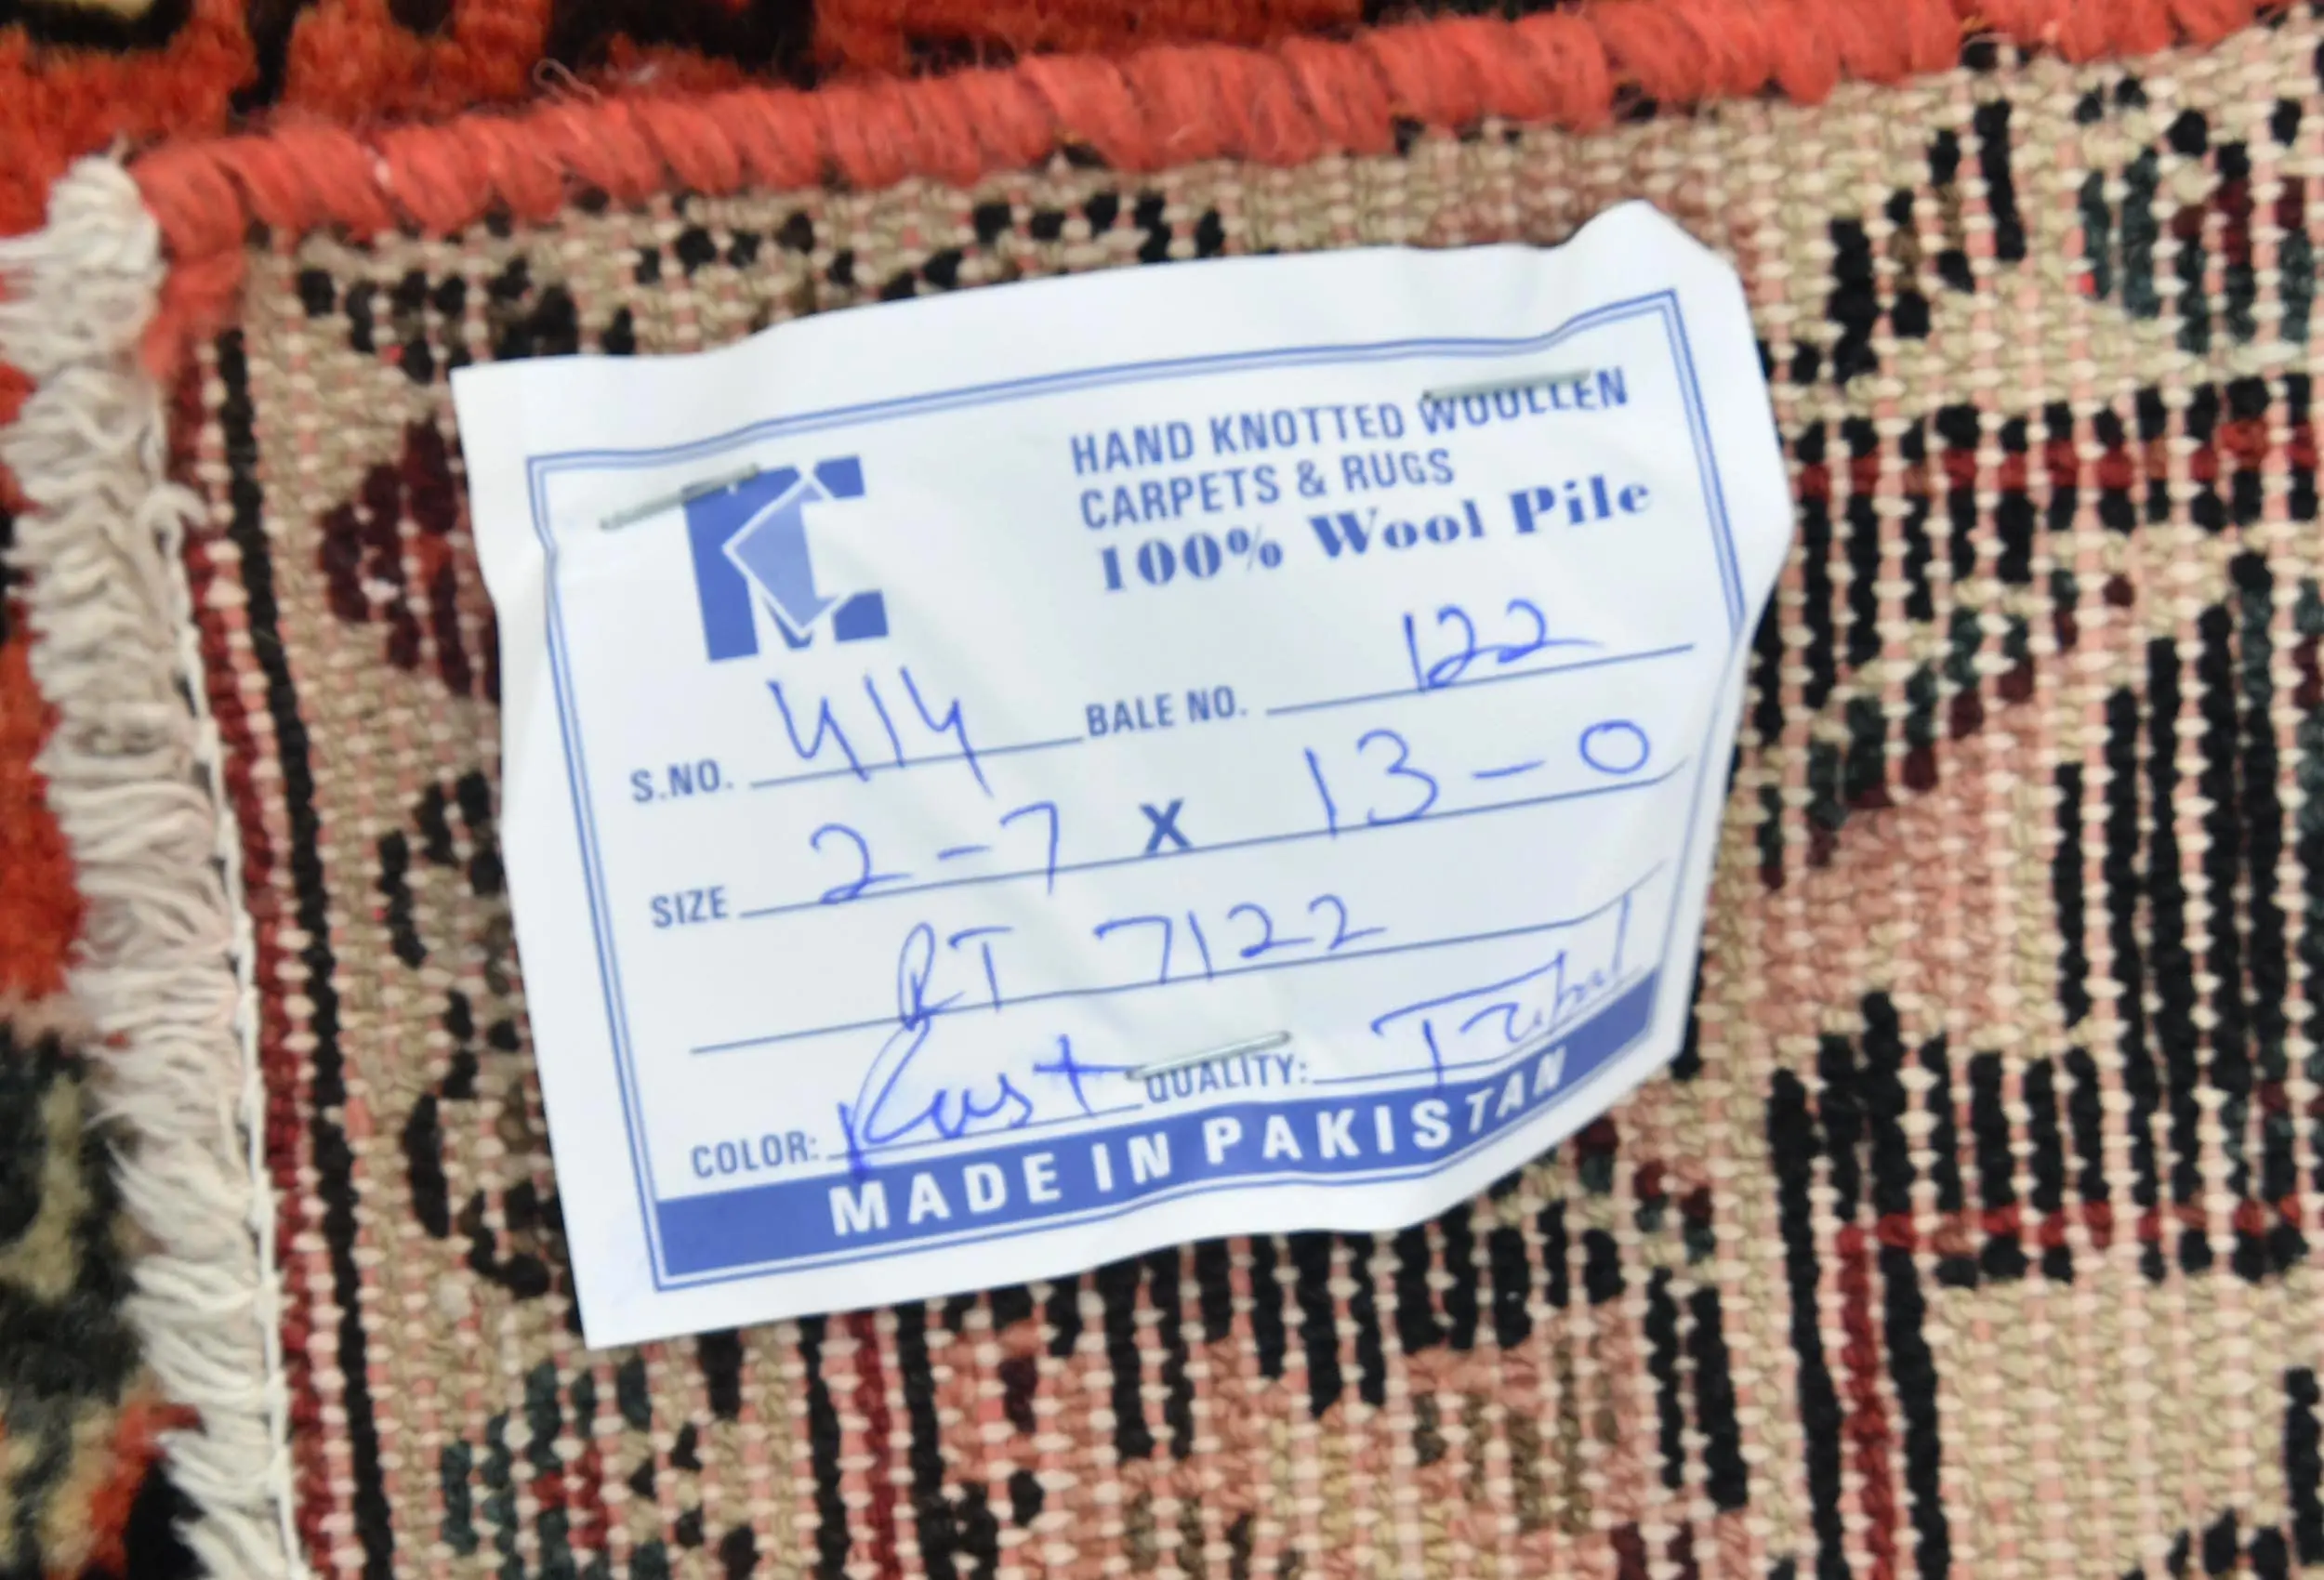 HAND KNOTTED WOOLLEN
CARPETS & RUGS
100% Wool Pile
S.NO. 414 BALE NO. 122
SIZE 2-7 X 13-0
RT 7122
COLOR: Rust QUALITY: Tribal
MADE IN PAKISTAN